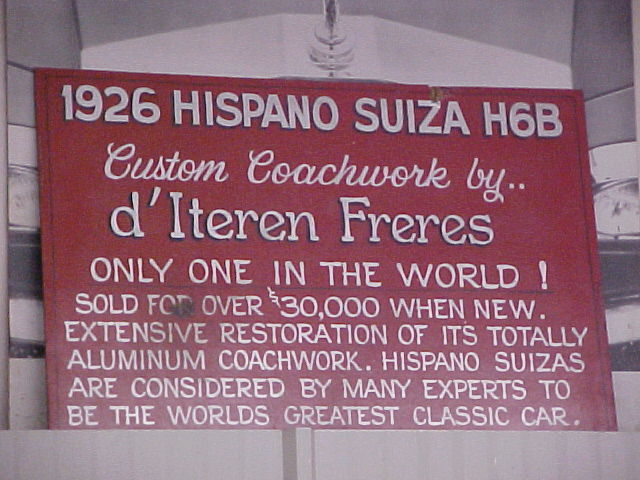 1926 HISPANO SUIZA H6B
Custom Coachwork by..
d'Iteren Freres
ONLY ONE IN THE WORLD !
SOLD FOR OVER $30,000 WHEN NEW.
EXTENSIVE RESTORATION OF ITS TOTALLY
ALUMINUM COACHWORK. HISPANO SUIZAS
ARE CONSIDERED BY MANY EXPERTS TO
BE THE WORLDS GREATEST CLASSIC CAR.